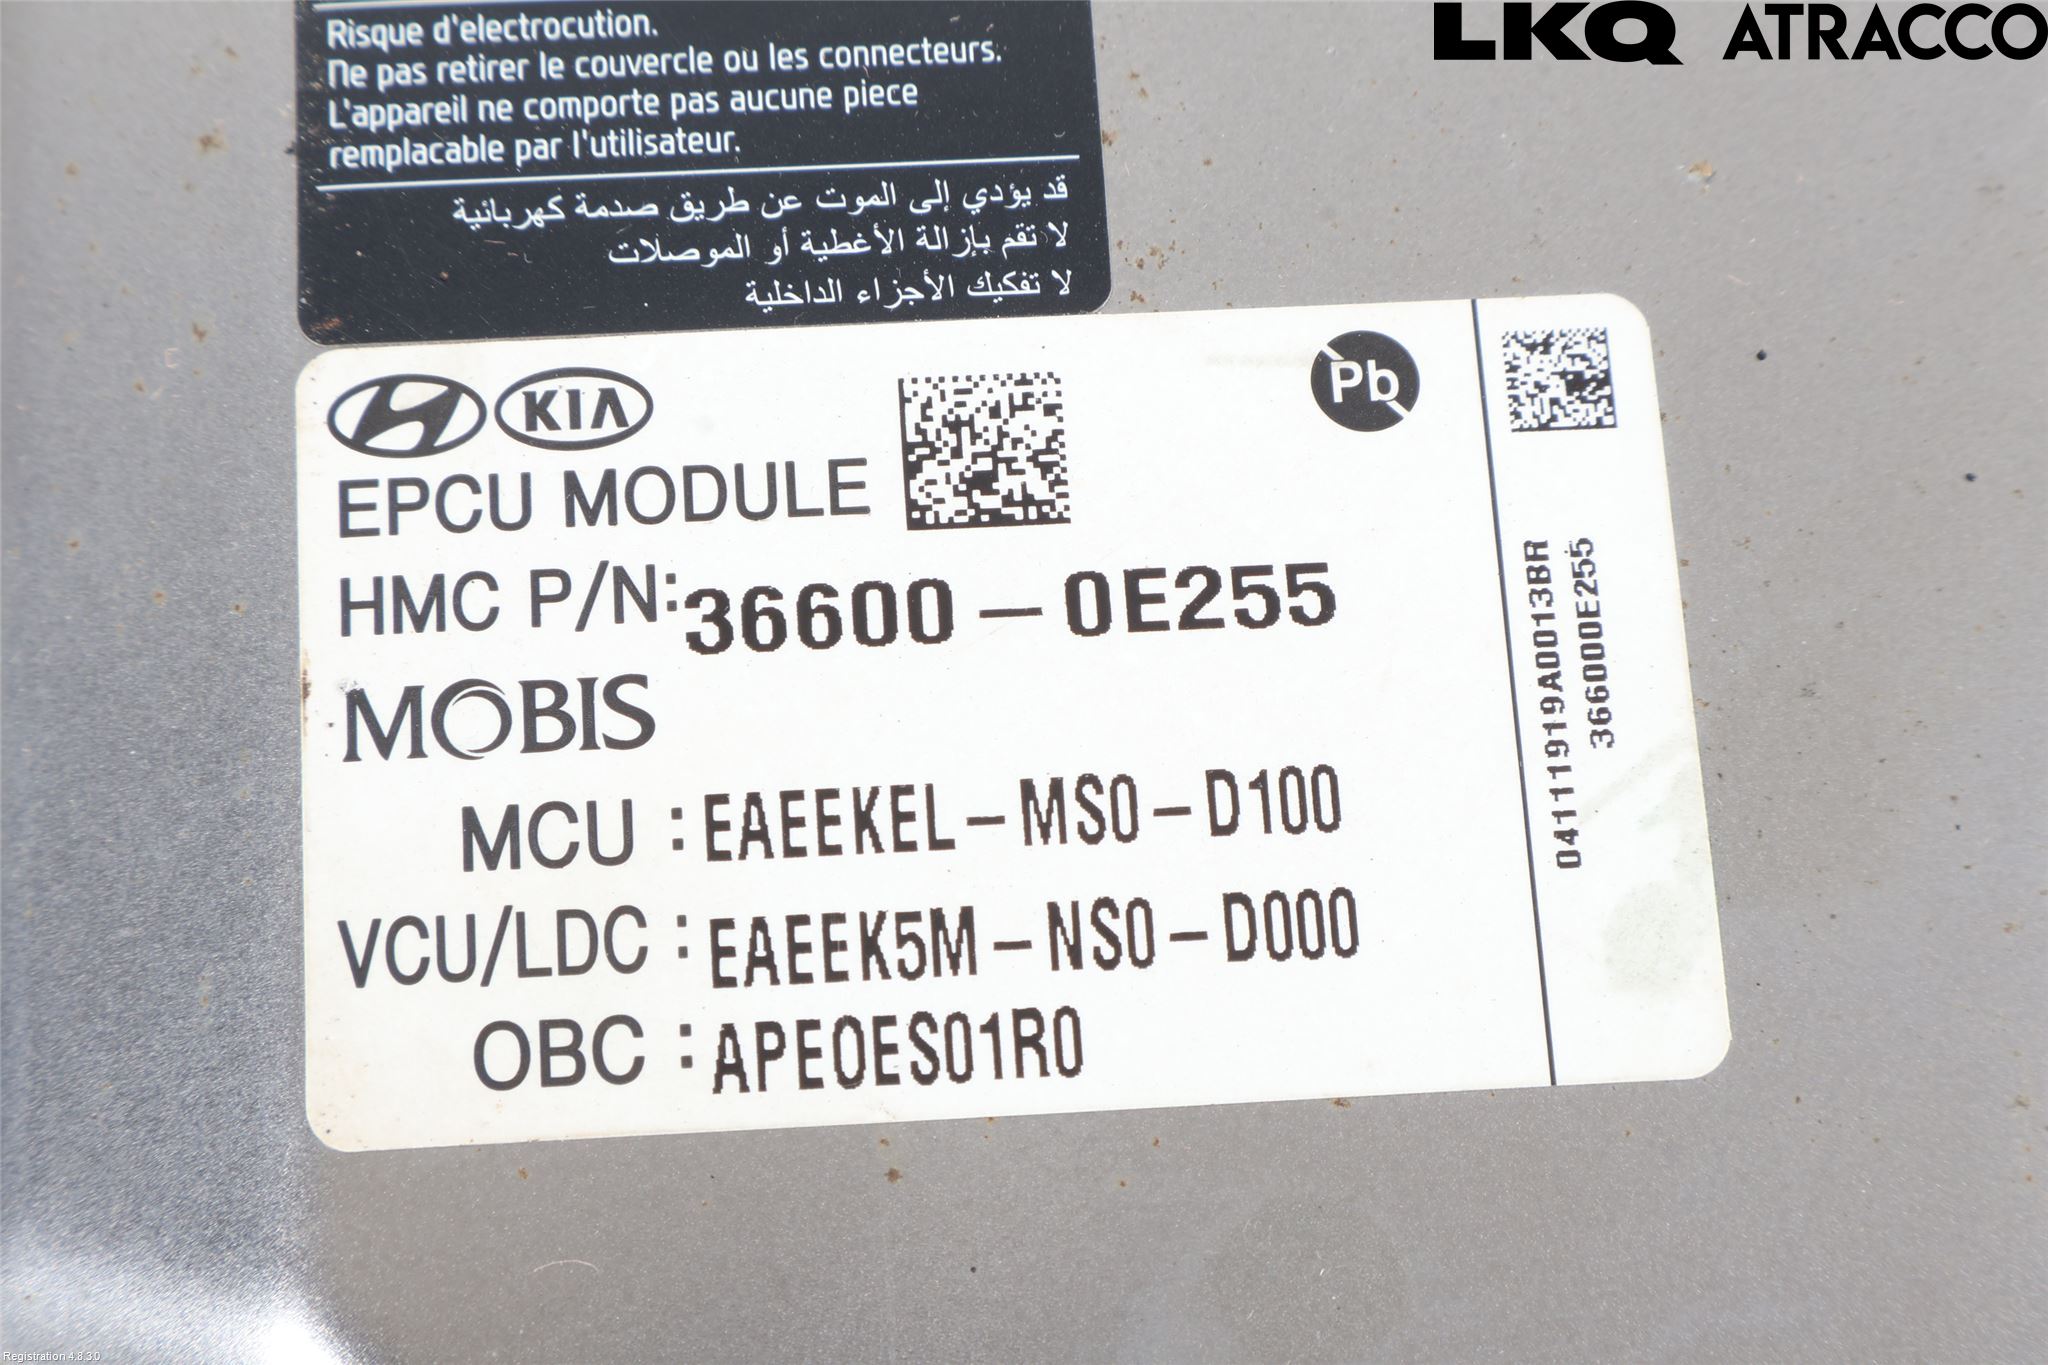 LKQ ATRACCO
Risque d'electrocution.
Ne pas retirer le couvercle ou les connecteurs.
L'appareil ne comporte pas aucune piece
remplacable par l'utilisateur.
قد يؤدي إلى الموت عن طريق صدمة كهربائية
لا تقم بإزالة الأغطية أو الموصلات
لا تفكيك الأجزاء الداخلية
KIA
Pb
EPCU MODULE
HMC P/N: 36600-0E255
MOBIS
MCU : EAEEKEL-MS0-D100
VCU/LDC : EAEEK5M-NS0-D000
OBC : APE0ES01R0
04111919A0013BR
366000E255
Registration 4.8.3.0